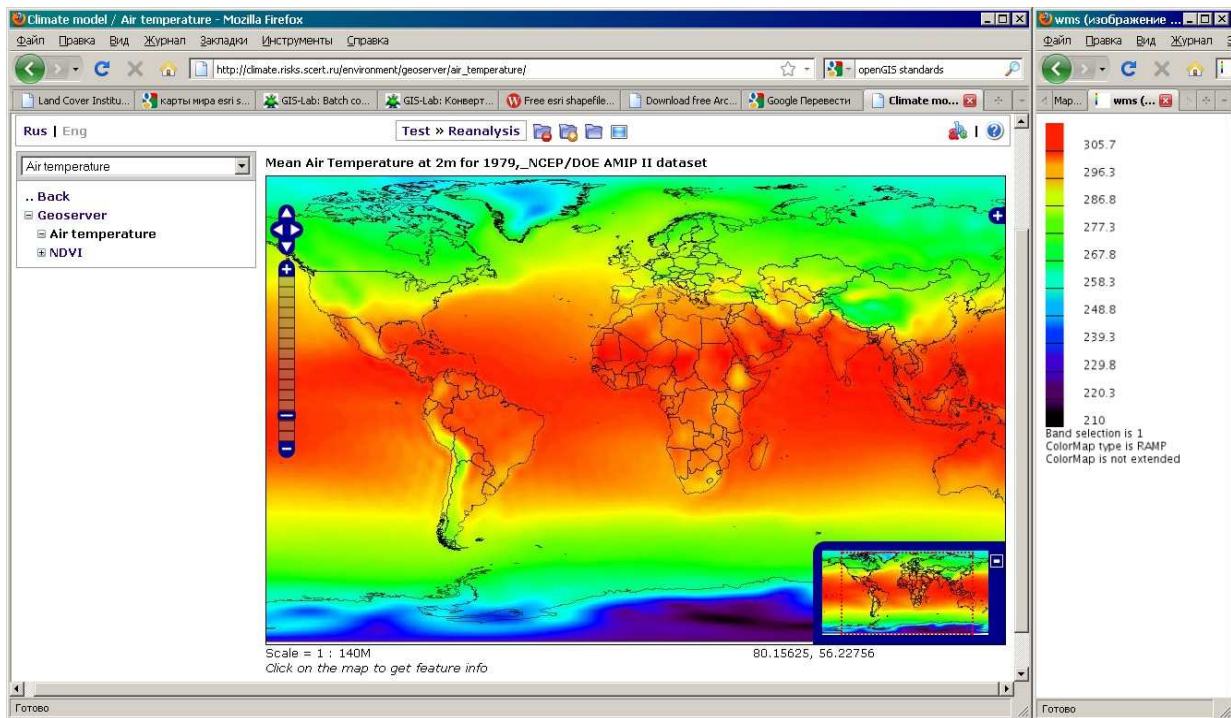 Climate model / Air temperature - Mozilla Firefox
Файл Правка Вид Журнал Закладки Инструменты Справка
http://climate.risks.scert.ru/environment/geoserver/air_temperature/
openGIS standards
Land Cover Institu... карты мира esri s... GIS-Lab: Batch co... GIS-Lab: Конверт... Free esri shapefile... Download free Arc... Google Перевести Climate mo...
Rus | Eng
Test » Reanalysis
Air temperature
.. Back
Geoserver
Air temperature
NDVI
Mean Air Temperature at 2m for 1979,_NCEP/DOE AMIP II dataset
Scale = 1 : 140M
80.15625, 56.22756
Click on the map to get feature info
Готово
wms (изображение ...
Файл Правка Вид Журнал
Map... wms (...
305.7
296.3
286.8
277.3
267.8
258.3
248.8
239.3
229.8
220.3
210
Band selection is 1
ColorMap type is RAMP
ColorMap is not extended
Готово